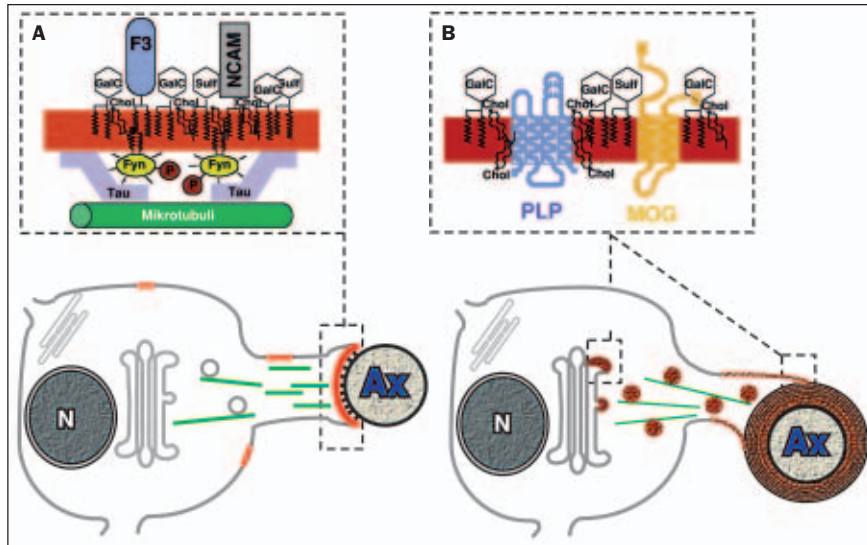 A
F3
NCAM
GalC
GalC
Sulf
GalC
Sulf
Chol
Chol
Chol
Fyn
P
P
Fyn
Tau
Tau
Mikrotubuli
N
Ax
B
GalC
GalC
Sulf
GalC
Chol
Chol
Chol
Chol
Chol
PLP
MOG
N
Ax